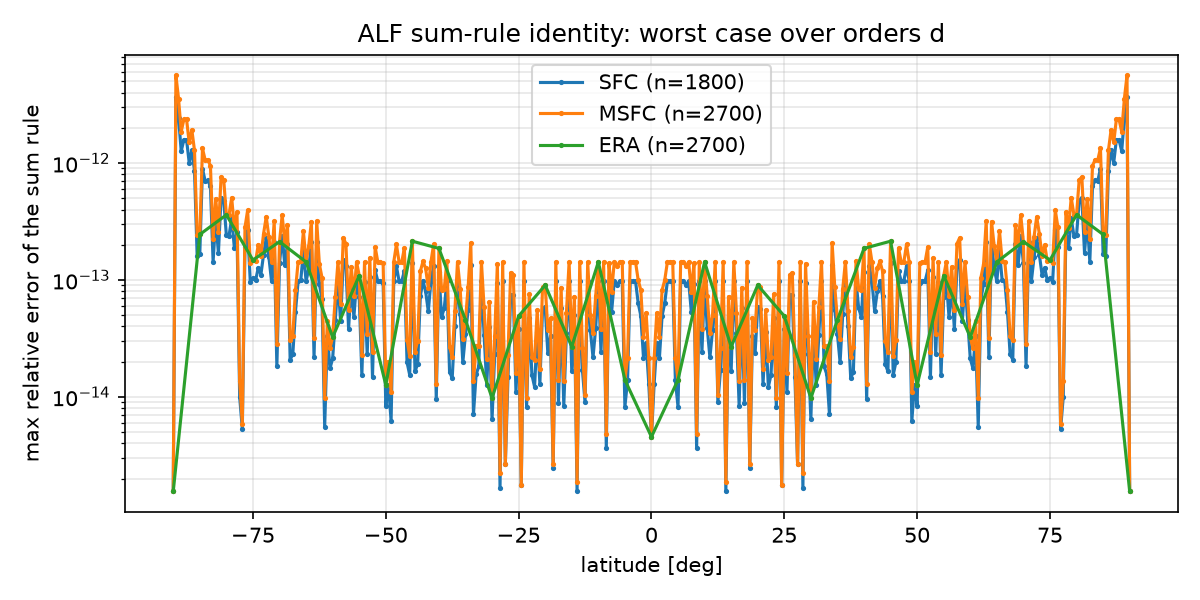 ALF sum-rule identity: worst case over orders d
max relative error of the sum rule
10⁻¹²
10⁻¹³
10⁻¹⁴
SFC (n=1800)
MSFC (n=2700)
ERA (n=2700)
−75
−50
−25
0
25
50
75
latitude [deg]